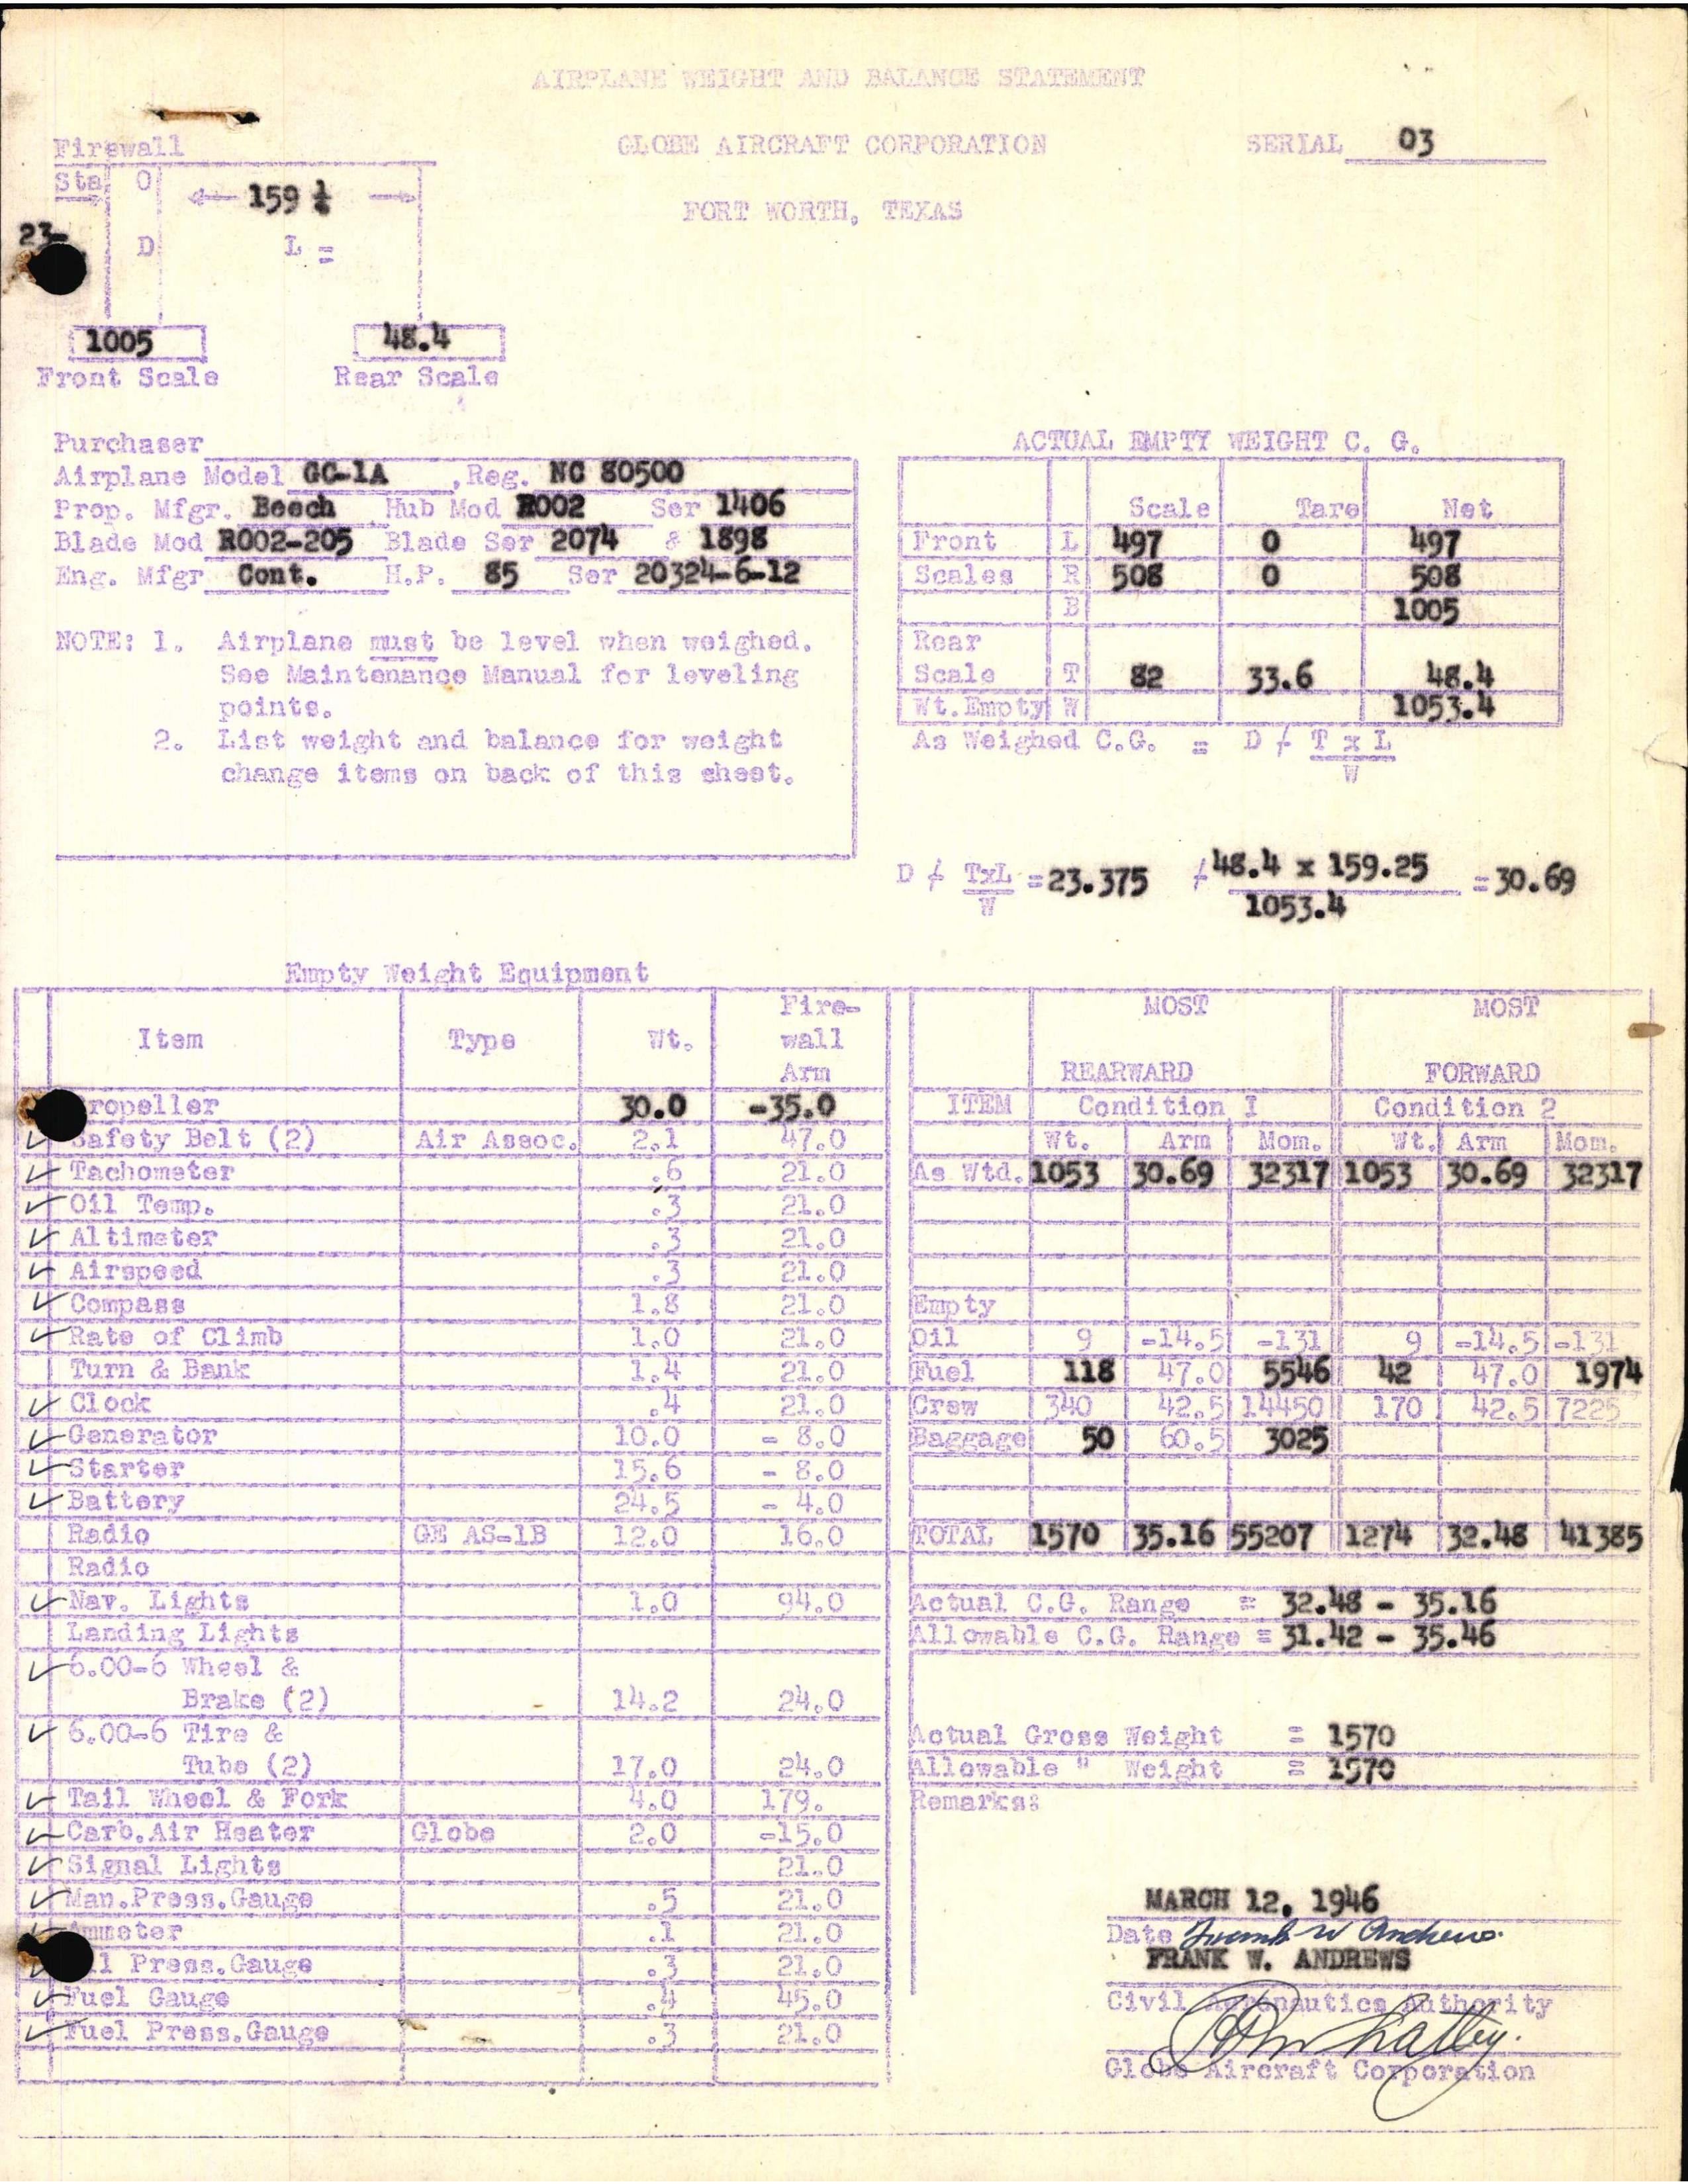 AIRPLANE WEIGHT AND BALANCE STATEMENT
GLOBE AIRCRAFT CORPORATION
SERIAL 03
FORT WORTH, TEXAS
Firewall
Sta O
159 ¼
23-
D L =
1005 48.4
Front Scale Rear Scale
Purchaser
Airplane Model GC-1A , Reg. NC 80500
Prop. Mfgr. Beech Hub Mod R002 Ser 1406
Blade Mod R002-205 Blade Ser 2074 & 1898
Eng. Mfgr Cont. H.P. 85 Ser 20324-6-12
NOTE: 1. Airplane must be level when weighed.
See Maintenance Manual for leveling
points.
2. List weight and balance for weight
change items on back of this sheet.
ACTUAL EMPTY WEIGHT C. G.
Scale Tare Net
Front L 497 0 497
Scales R 508 0 508
B 1005
Rear
Scale T 82 33.6 48.4
Wt.Empty W 1053.4
As Weighed C.G. = D ⌿ T x L
W
D ⌿ TxL = 23.375 ⌿ 48.4 x 159.25 = 30.69
W 1053.4
Empty Weight Equipment
Item Type Wt. Fire-
wall
Arm
ropeller 30.0 -35.0
✓ Safety Belt (2) Air Assoc. 2.1 47.0
✓ Tachometer .6 21.0
✓ Oil Temp. .3 21.0
✓ Altimeter .3 21.0
✓ Airspeed .3 21.0
✓ Compass 1.8 21.0
✓ Rate of Climb 1.0 21.0
Turn & Bank 1.4 21.0
✓ Clock .4 21.0
✓ Generator 10.0 - 8.0
✓ Starter 15.6 - 8.0
✓ Battery 24.5 - 4.0
Radio GE AS-1B 12.0 16.0
Radio
✓ Nav. Lights 1.0 94.0
Landing Lights
✓ 6.00-6 Wheel &
Brake (2) 14.2 24.0
✓ 6.00-6 Tire &
Tube (2) 17.0 24.0
✓ Tail Wheel & Fork 4.0 179.
✓ Carb.Air Heater Globe 2.0 -15.0
✓ Signal Lights 21.0
✓ Man.Press.Gauge .5 21.0
Ammeter .1 21.0
il Press.Gauge .3 21.0
✓ Fuel Gauge .4 45.0
✓ Fuel Press.Gauge .3 21.0
MOST MOST
REARWARD FORWARD
ITEM Condition I Condition 2
Wt. Arm Mom. Wt. Arm Mom.
As Wtd. 1053 30.69 32317 1053 30.69 32317
Empty
Oil 9 -14.5 -131 9 -14.5 -131
Fuel 118 47.0 5546 42 47.0 1974
Crew 340 42.5 14450 170 42.5 7225
Baggage 50 60.5 3025
TOTAL 1570 35.16 55207 1274 32.48 41385
Actual C.G. Range = 32.48 - 35.16
Allowable C.G. Range = 31.42 - 35.46
Actual Gross Weight = 1570
Allowable " Weight = 1570
Remarks:
MARCH 12, 1946
Date Frank W Andrews.
FRANK W. ANDREWS
Civil Aeronautics Authority
Globe Aircraft Corporation